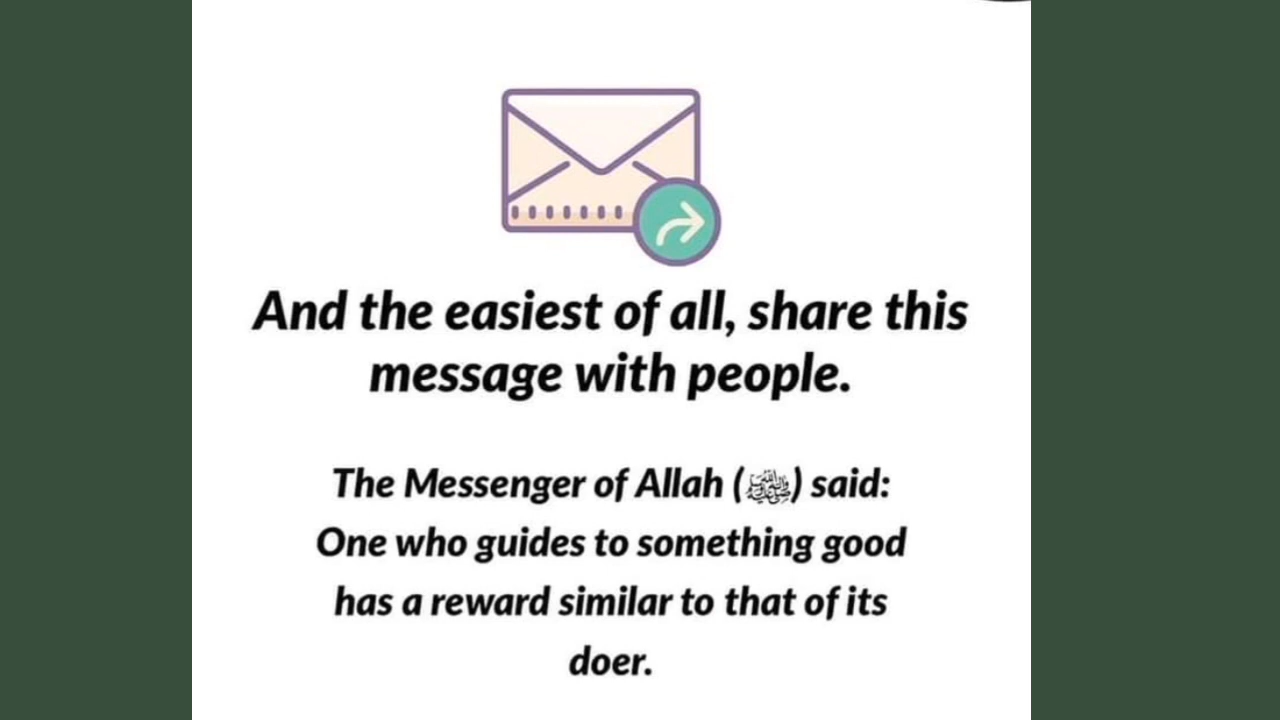 And the easiest of all, share this
message with people.
The Messenger of Allah (ﷺ) said:
One who guides to something good
has a reward similar to that of its
doer.